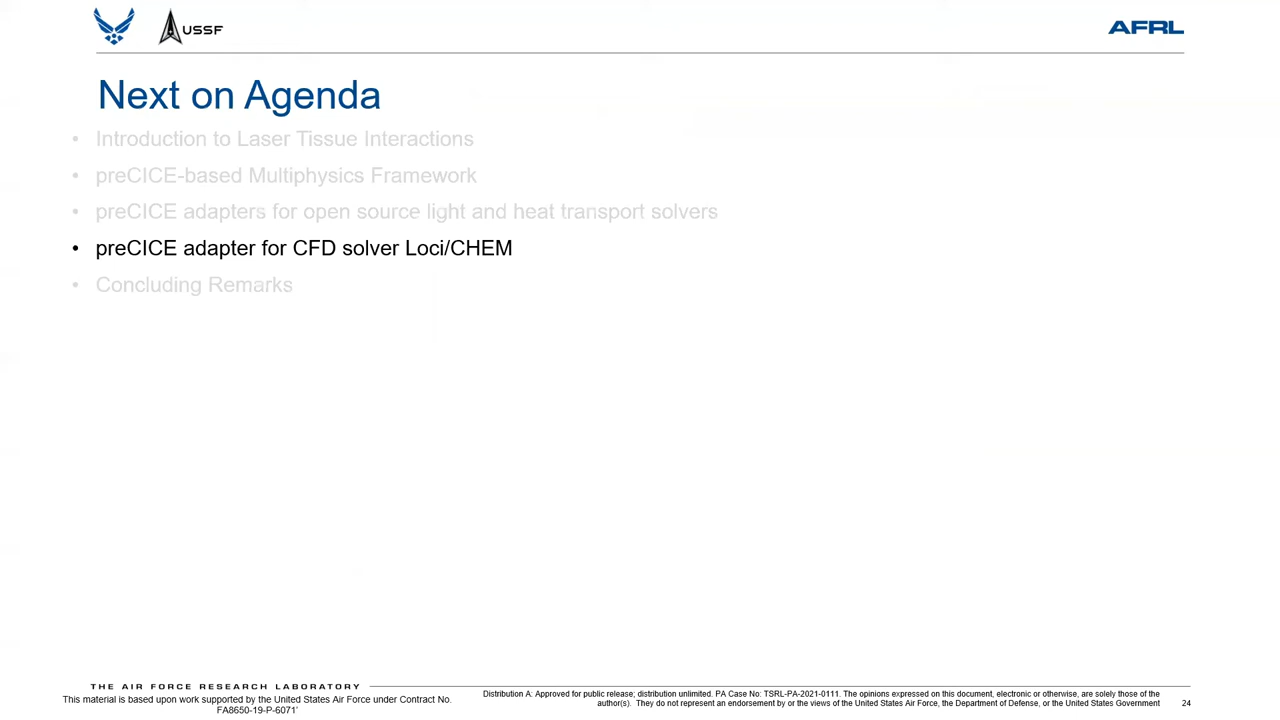 USSF
AFRL
Next on Agenda
• Introduction to Laser Tissue Interactions
• preCICE-based Multiphysics Framework
• preCICE adapters for open source light and heat transport solvers
• preCICE adapter for CFD solver Loci/CHEM
• Concluding Remarks
THE AIR FORCE RESEARCH LABORATORY
This material is based upon work supported by the United States Air Force under Contract No.
FA8650-19-P-6071'
Distribution A: Approved for public release; distribution unlimited. PA Case No: TSRL-PA-2021-0111. The opinions expressed on this document, electronic or otherwise, are solely those of the
author(s). They do not represent an endorsement by or the views of the United States Air Force, the Department of Defense, or the United States Government
24